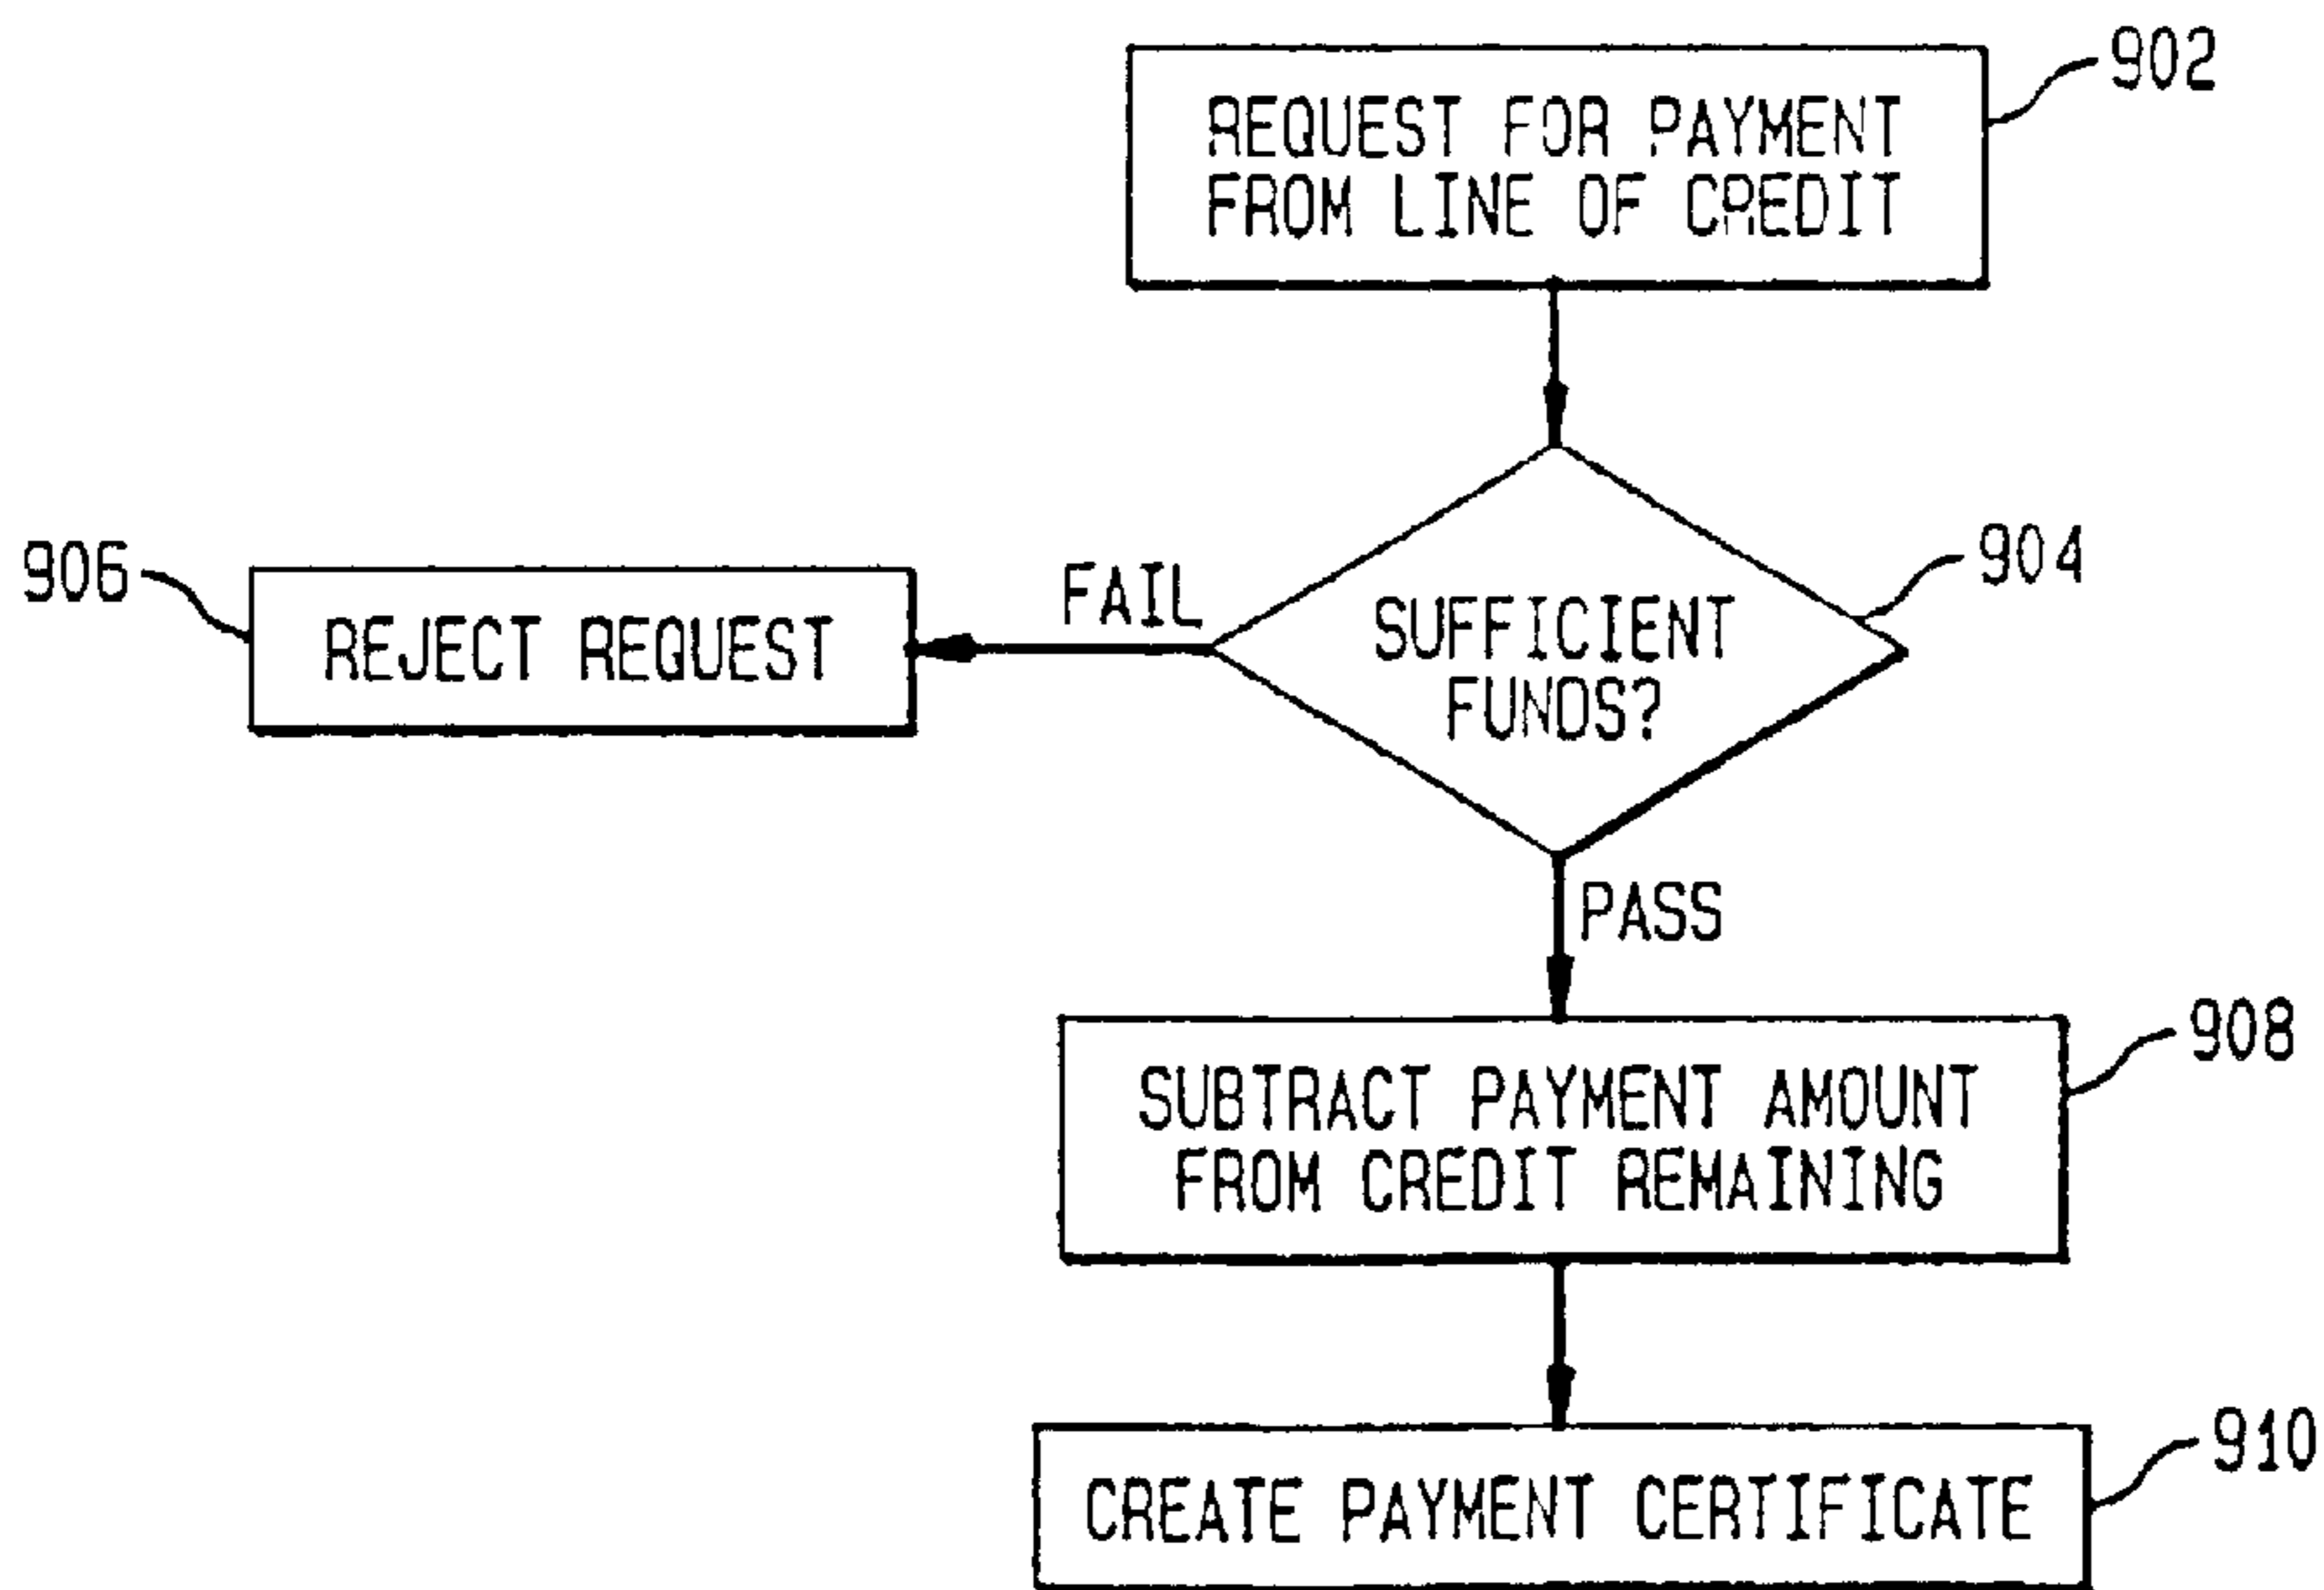 902
REQUEST FOR PAYMENT
FROM LINE OF CREDIT
904
SUFFICIENT
FUNDS?
FAIL
906
REJECT REQUEST
PASS
908
SUBTRACT PAYMENT AMOUNT
FROM CREDIT REMAINING
910
CREATE PAYMENT CERTIFICATE